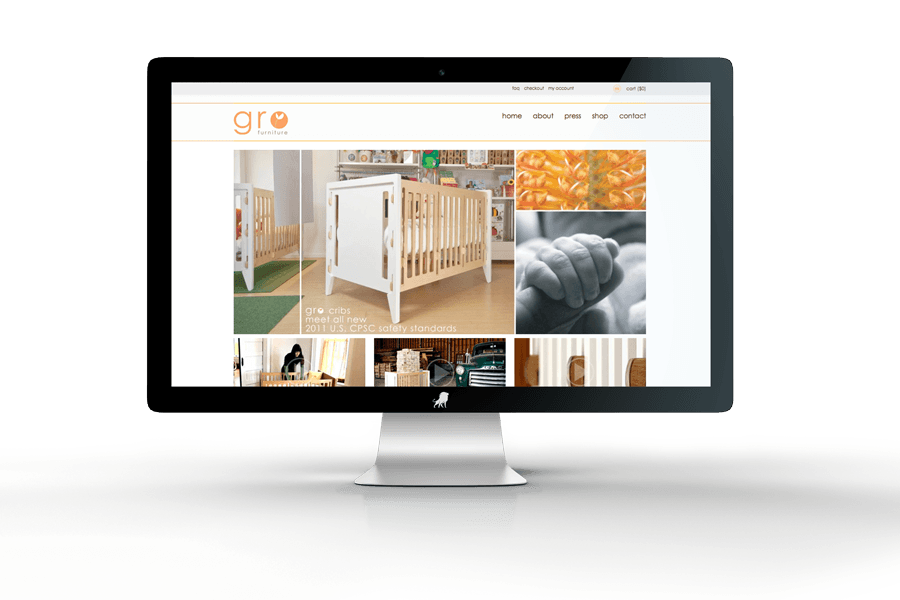 faq checkout my account cart ($0)
gro
furniture
home about press shop contact
gro cribs
meet all new
2011 U.S. CPSC safety standards